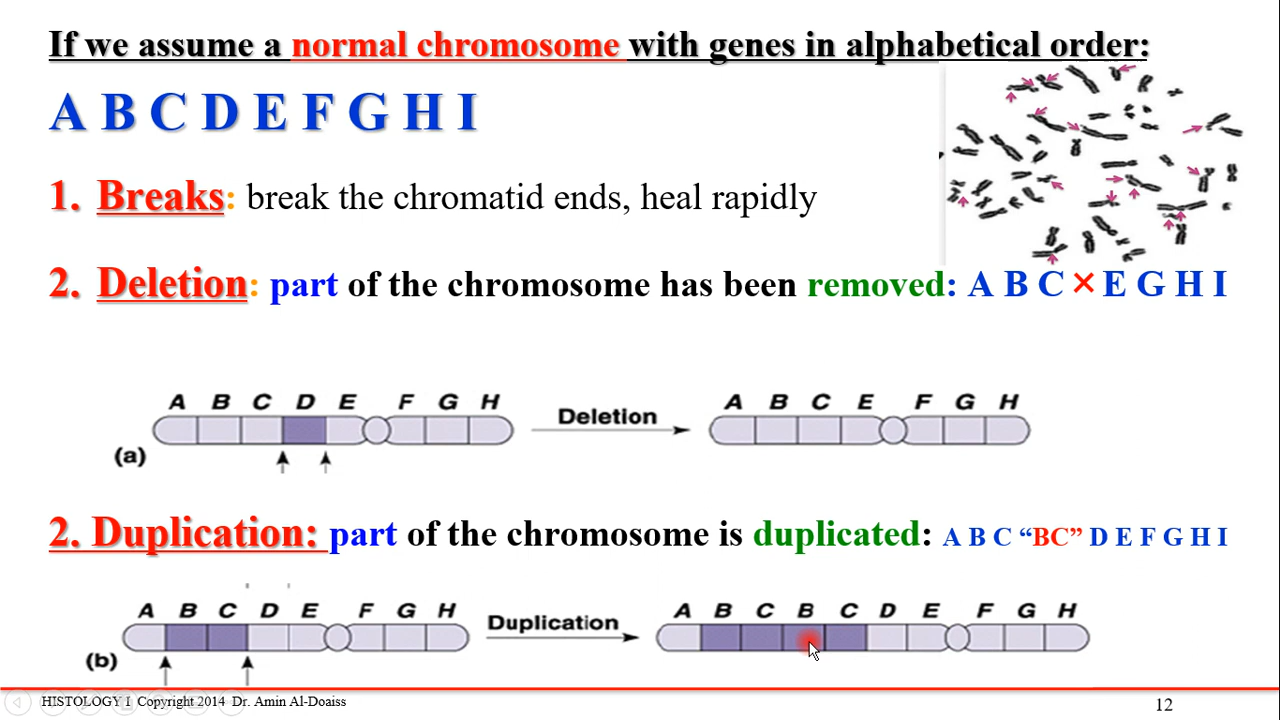 If we assume a normal chromosome with genes in alphabetical order:
A B C D E F G H I
1. Breaks: break the chromatid ends, heal rapidly
2. Deletion: part of the chromosome has been removed: A B C × E G H I
A B C D E F G H
Deletion
A B C E F G H
(a)
2. Duplication: part of the chromosome is duplicated: A B C “BC” D E F G H I
A B C D E F G H
Duplication
A B C B C D E F G H
(b)
HISTOLOGY I Copyright 2014 Dr. Amin Al-Doaiss
12